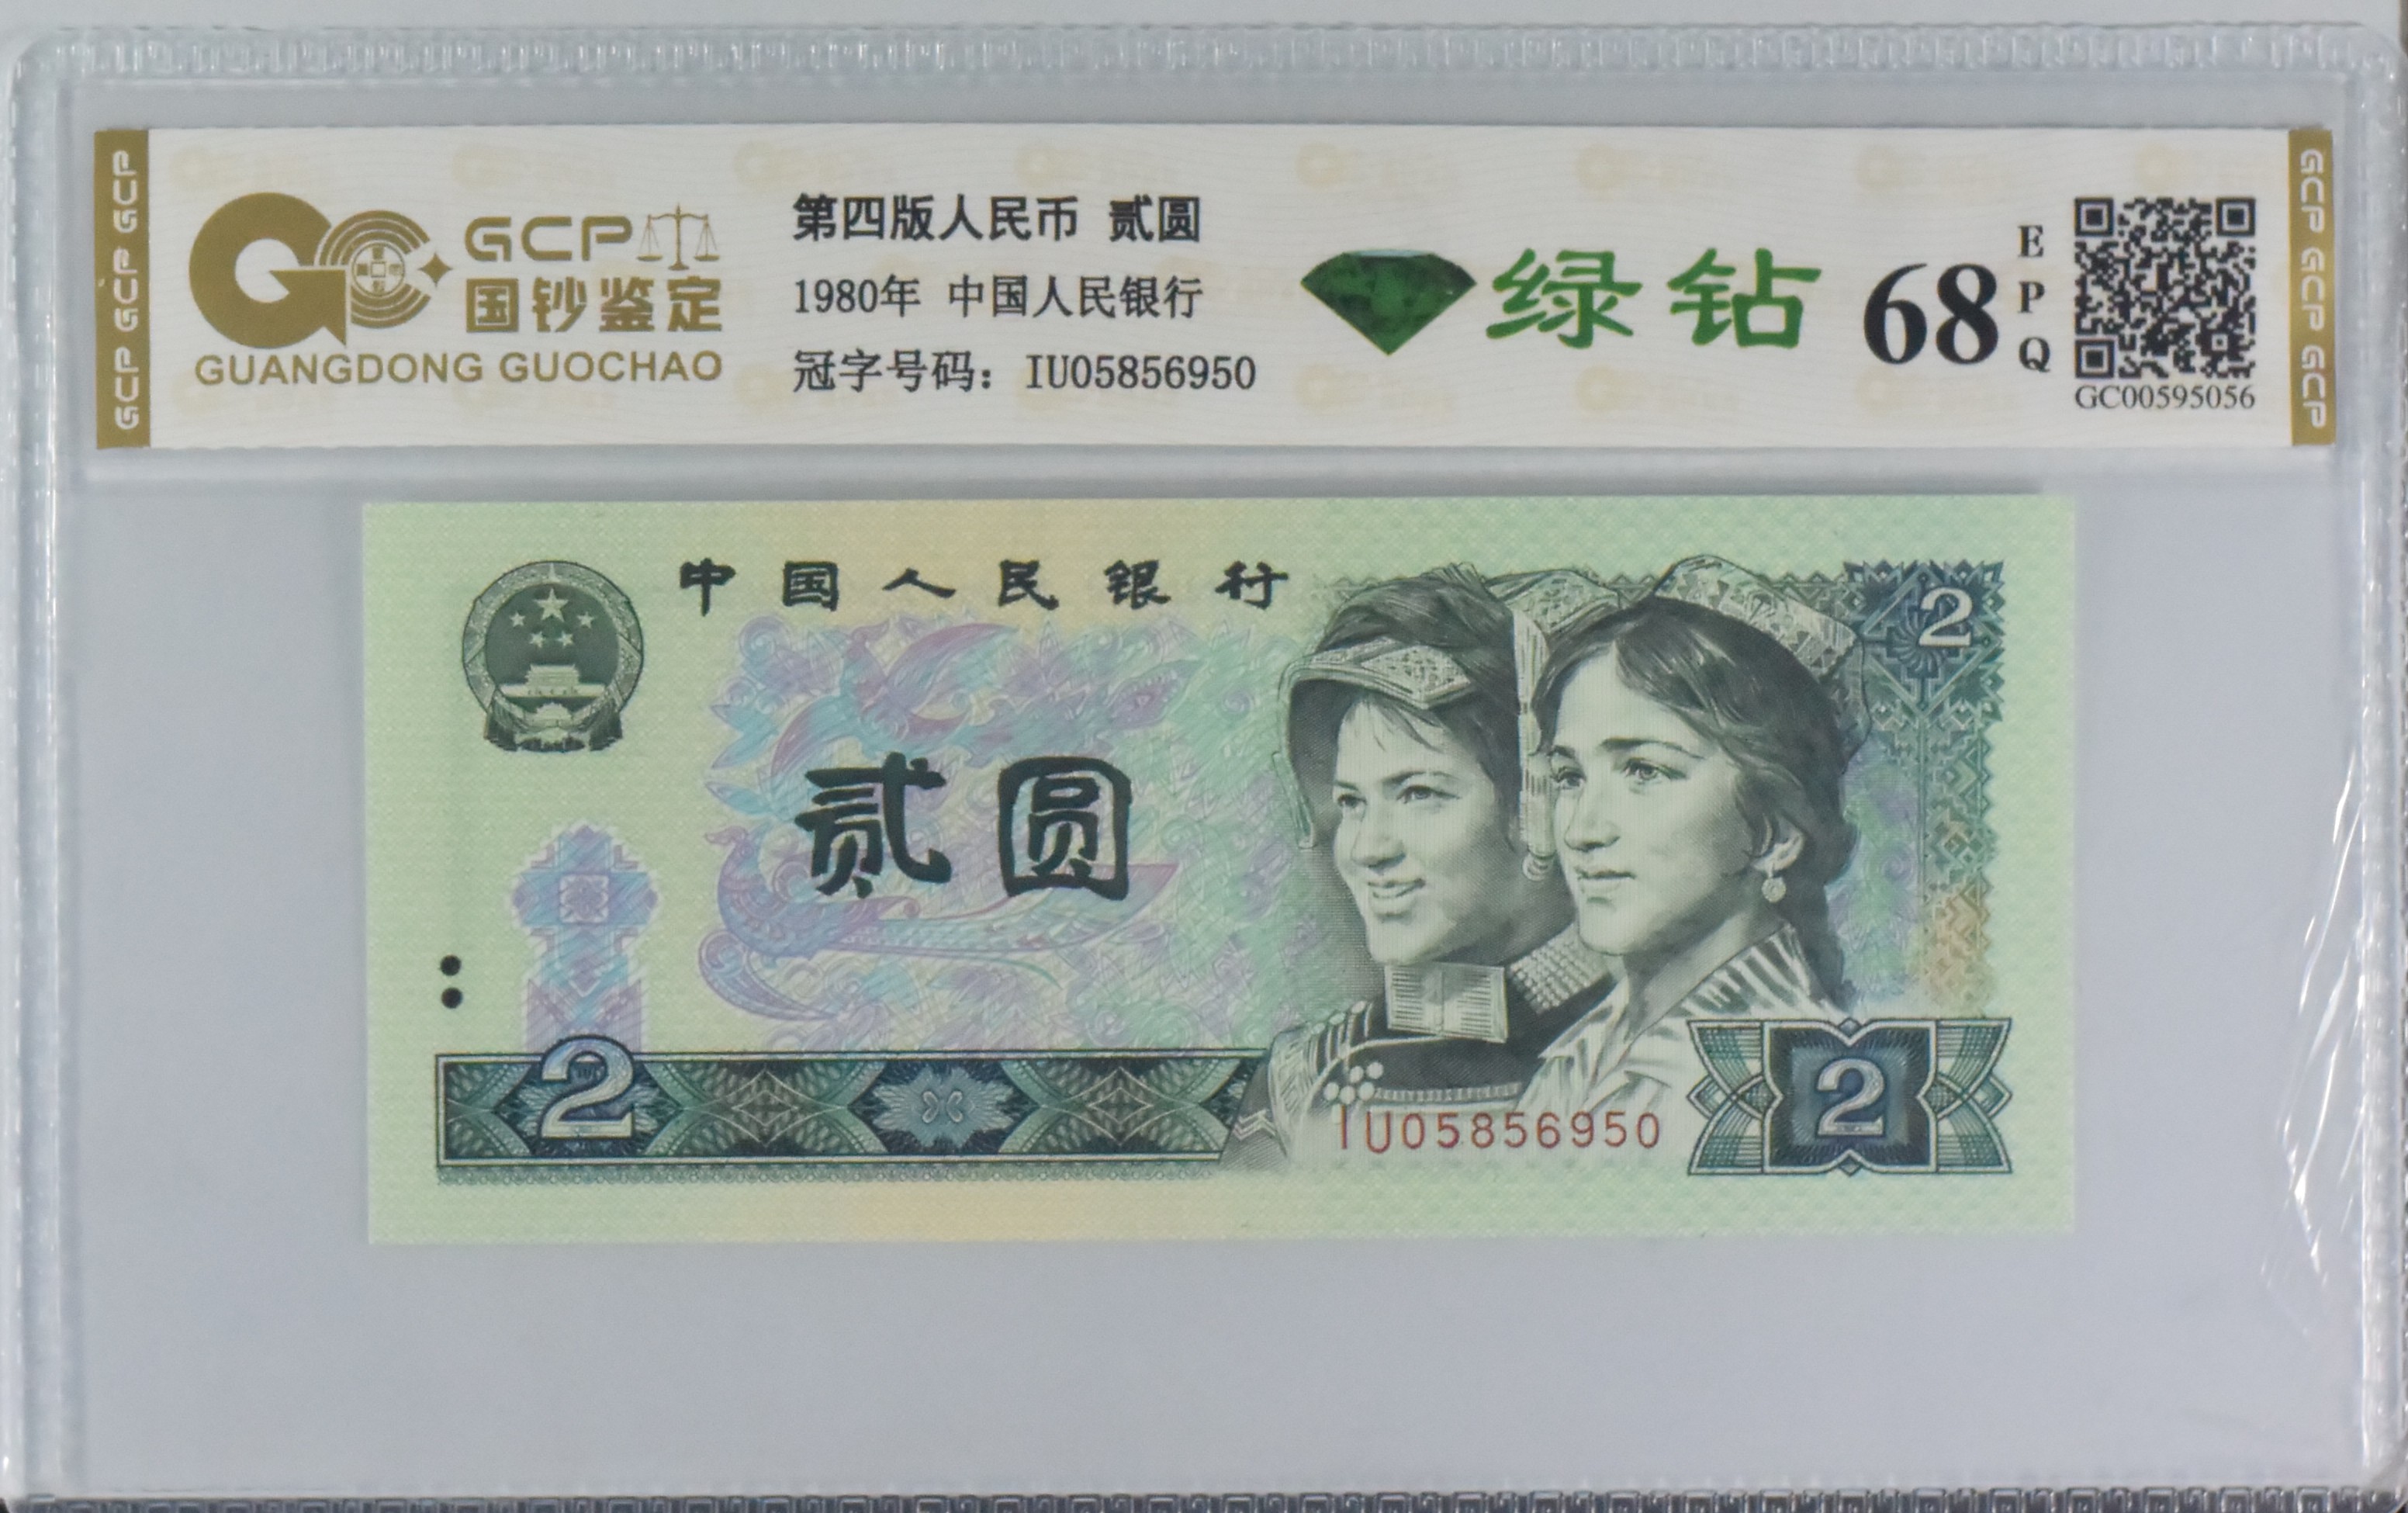 GCP GCP GCP
GCP
国钞鉴定
GUANGDONG GUOCHAO
第四版人民币 贰圆
1980年 中国人民银行
冠字号码：IU05856950
绿钻
68
EPQ
GC00595056
GCP GCP GCP
中国人民银行
2
贰圆
2
IU05856950
2